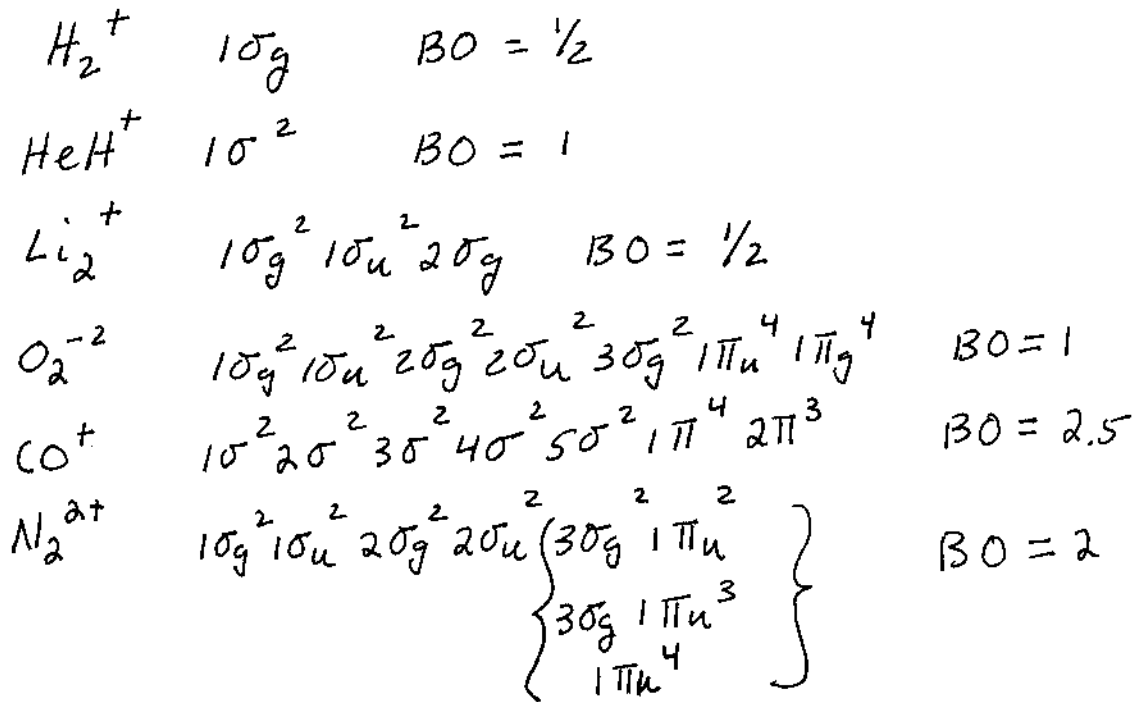 H₂⁺ 1σg BO = 1/2
HeH⁺ 1σ² BO = 1
Li₂⁺ 1σg² 1σu² 2σg BO = 1/2
O₂⁻² 1σg² 1σu² 2σg² 2σu² 3σg² 1πu⁴ 1πg⁴ BO = 1
CO⁺ 1σ² 2σ² 3σ² 4σ² 5σ² 1π⁴ 2π³ BO = 2.5
N₂²⁺ 1σg² 1σu² 2σg² 2σu² { 3σg² 1πu² } BO = 2
3σg 1πu³
1πu⁴